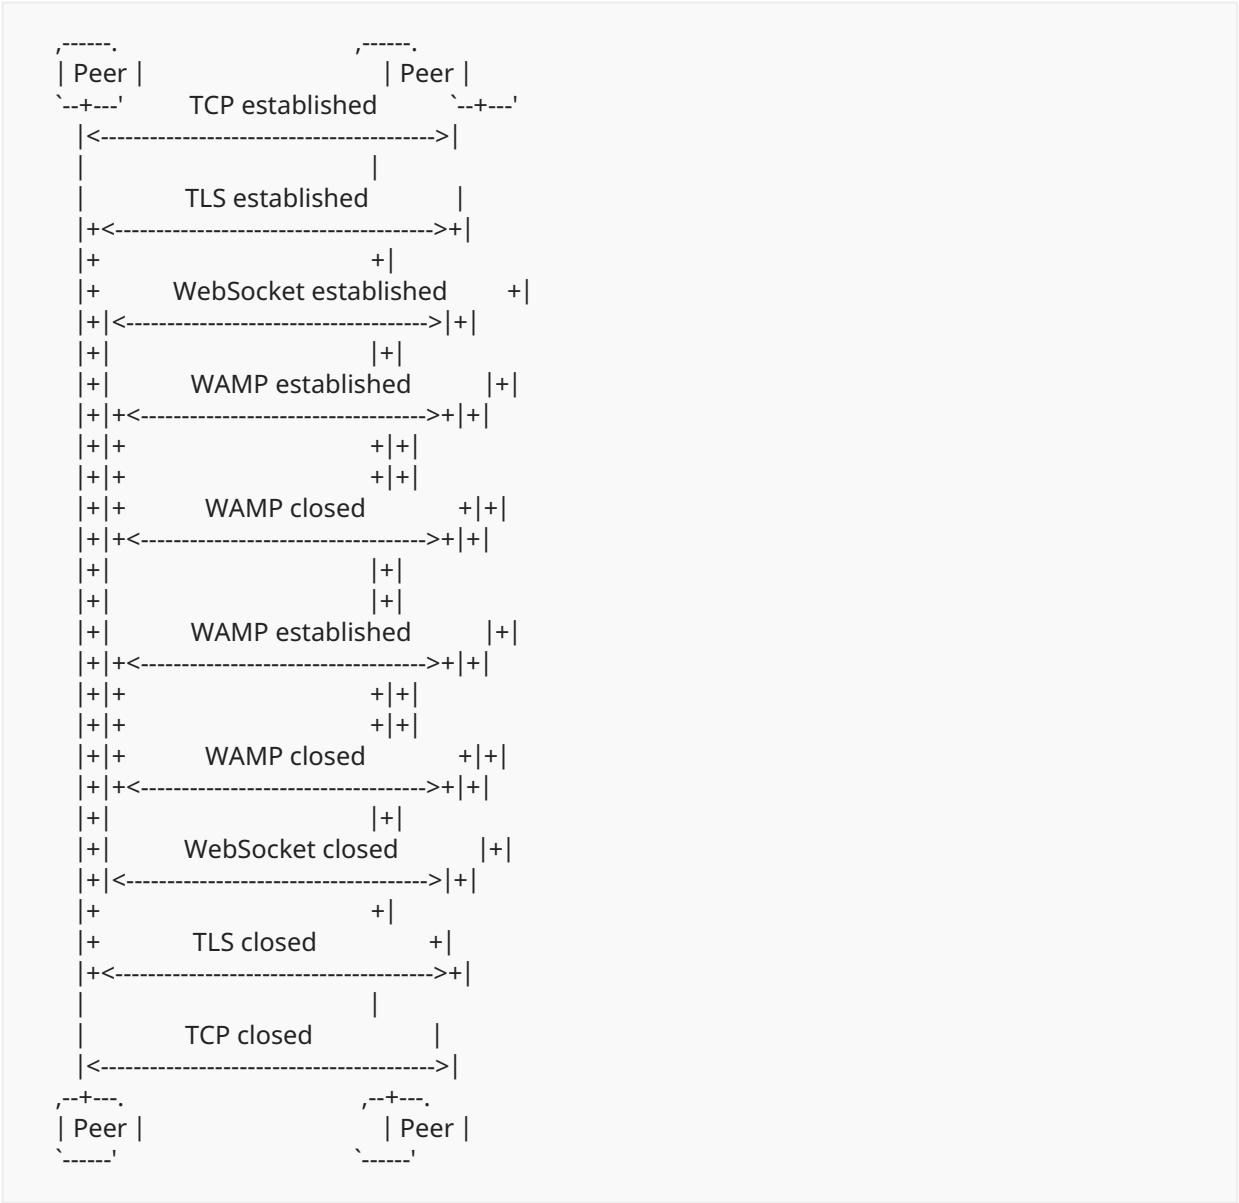 ,------.                                    ,------.
| Peer |                                    | Peer |
`--+---'          TCP established           `--+---'
   |<----------------------------------------->|
   |                                           |
   |               TLS established             |
   |+<--------------------------------------->+|
   |+                                         +|
   |+           WebSocket established         +|
   |+|<------------------------------------->|+|
   |+|                                       |+|
   |+|            WAMP established           |+|
   |+|+<----------------------------------->+|+|
   |+|+                                     +|+|
   |+|+                                     +|+|
   |+|+            WAMP closed              +|+|
   |+|+<----------------------------------->+|+|
   |+|                                       |+|
   |+|                                       |+|
   |+|            WAMP established           |+|
   |+|+<----------------------------------->+|+|
   |+|+                                     +|+|
   |+|+                                     +|+|
   |+|+            WAMP closed              +|+|
   |+|+<----------------------------------->+|+|
   |+|                                       |+|
   |+|           WebSocket closed            |+|
   |+|<------------------------------------->|+|
   |+                                         +|
   |+              TLS closed                 +|
   |+<--------------------------------------->+|
   |                                           |
   |               TCP closed                  |
   |<----------------------------------------->|
,--+---.                                    ,--+---.
| Peer |                                    | Peer |
`------'                                    `------'